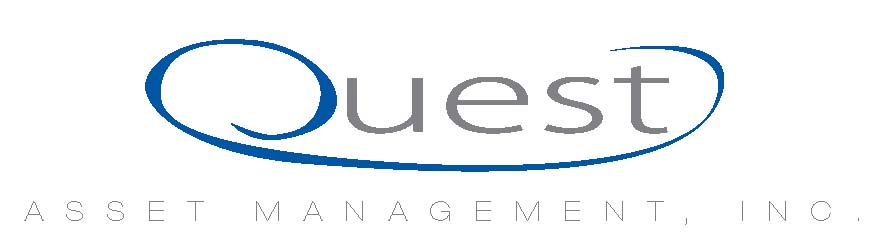 Quest
ASSET MANAGEMENT, INC.